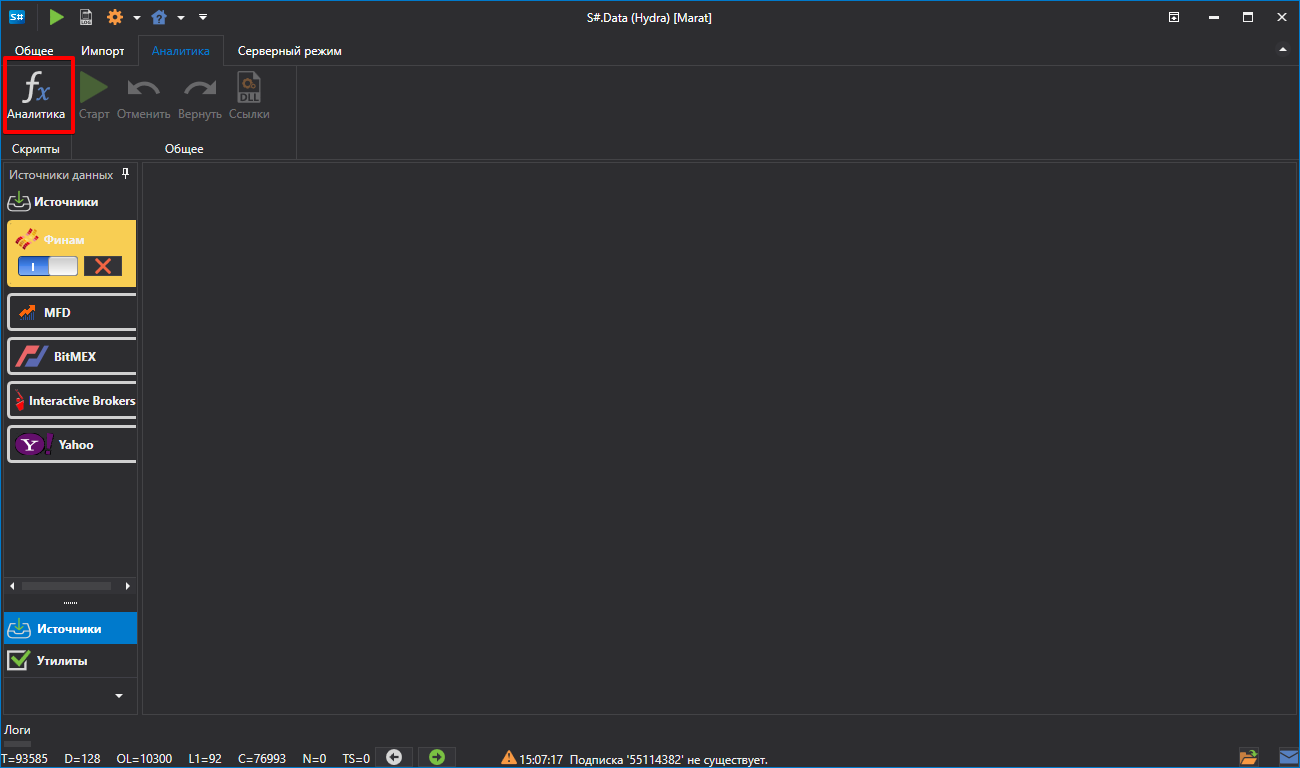 S#
LOG
S#.Data (Hydra) [Marat]
Общее Импорт Аналитика Серверный режим
fx
DLL
Аналитика Старт Отменить Вернуть Ссылки
Скрипты Общее
Источники данных
Источники
Финам
I
MFD
BitMEX
Interactive Brokers
Y! Yahoo
Источники
Утилиты
Логи
T=93585 D=128 OL=10300 L1=92 C=76993 N=0 TS=0 15:07:17 Подписка '55114382' не существует.